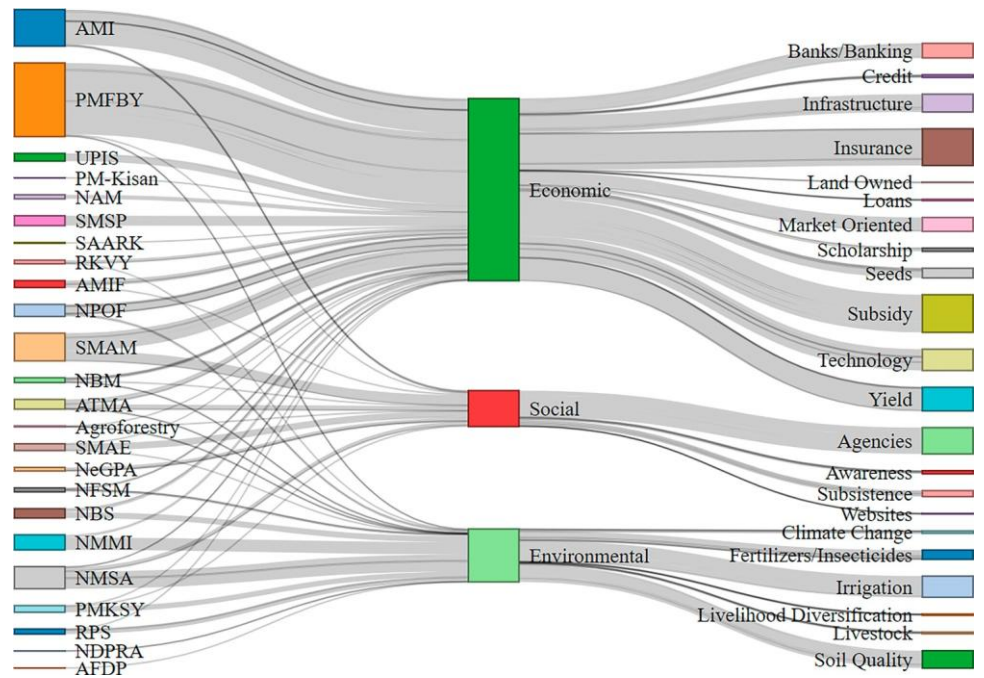 AMI
PMFBY
UPIS
PM-Kisan
NAM
SMSP
SAARK
RKVY
AMIF
NPOF
SMAM
NBM
ATMA
Agroforestry
SMAE
NeGPA
NFSM
NBS
NMMI
NMSA
PMKSY
RPS
NDPRA
AFDP
Economic
Social
Environmental
Banks/Banking
Credit
Infrastructure
Insurance
Land Owned
Loans
Market Oriented
Scholarship
Seeds
Subsidy
Technology
Yield
Agencies
Awareness
Subsistence
Websites
Climate Change
Fertilizers/Insecticides
Irrigation
Livelihood Diversification
Livestock
Soil Quality